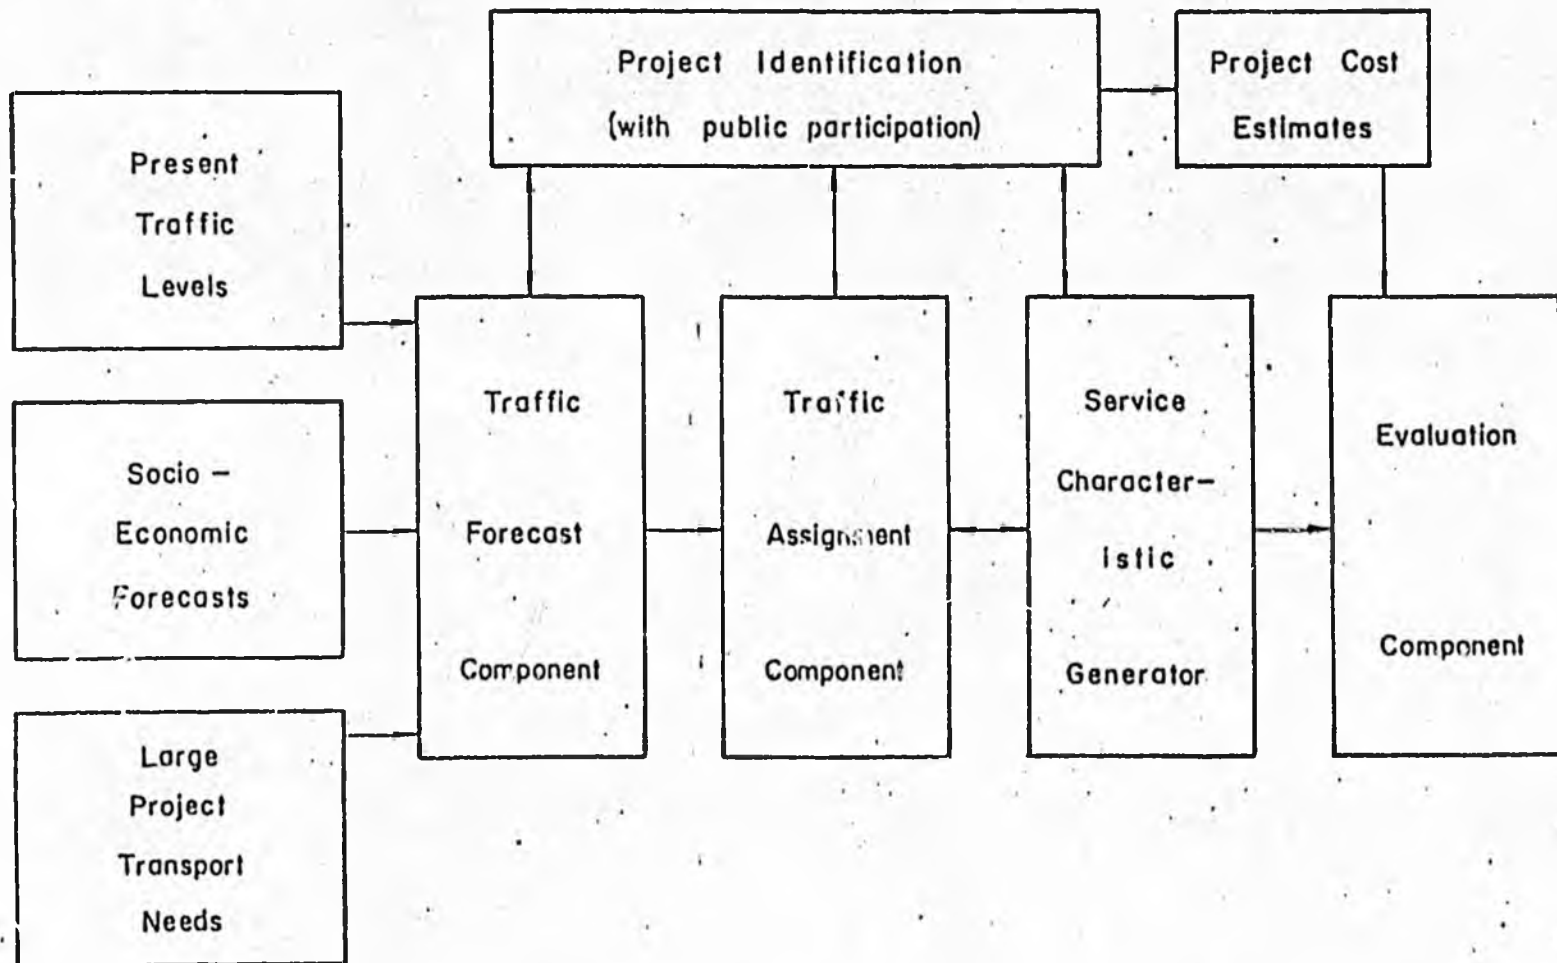 Project Identification
(with public participation)
Project Cost
Estimates
Present
Traffic
Levels
Socio –
Economic
Forecasts
Large
Project
Transport
Needs
Traffic
Forecast
Component
Traffic
Assignment
Component
Service
Character–
istic
Generator
Evaluation
Component